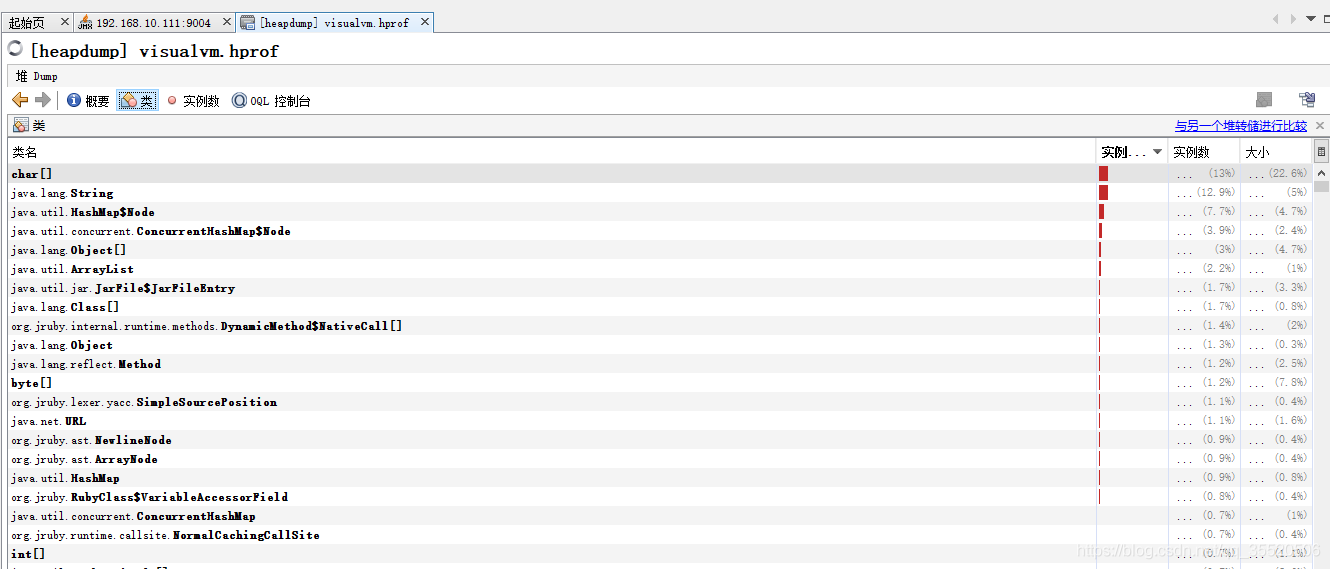 起始页 192.168.10.111:9004 [heapdump] visualvm.hprof
[heapdump] visualvm.hprof
堆 Dump
概要 类 实例数 OQL 控制台
类 与另一个堆转储进行比较
类名 实例... 实例数 大小
char[] ... (13%) ...(22.6%)
java.lang.String ...(12.9%) ... (5%)
java.util.HashMap$Node ... (7.7%) ... (4.7%)
java.util.concurrent.ConcurrentHashMap$Node ... (3.9%) ... (2.4%)
java.lang.Object[] ... (3%) ... (4.7%)
java.util.ArrayList ... (2.2%) ... (1%)
java.util.jar.JarFile$JarFileEntry ... (1.7%) ... (3.3%)
java.lang.Class[] ... (1.7%) ... (0.8%)
org.jruby.internal.runtime.methods.DynamicMethod$NativeCall[] ... (1.4%) ... (2%)
java.lang.Object ... (1.3%) ... (0.3%)
java.lang.reflect.Method ... (1.2%) ... (2.5%)
byte[] ... (1.2%) ... (7.8%)
org.jruby.lexer.yacc.SimpleSourcePosition ... (1.1%) ... (0.4%)
java.net.URL ... (1.1%) ... (1.6%)
org.jruby.ast.NewlineNode ... (0.9%) ... (0.4%)
org.jruby.ast.ArrayNode ... (0.9%) ... (0.4%)
java.util.HashMap ... (0.9%) ... (0.8%)
org.jruby.RubyClass$VariableAccessorField ... (0.8%) ... (0.4%)
java.util.concurrent.ConcurrentHashMap ... (0.7%) ... (1%)
org.jruby.runtime.callsite.NormalCachingCallSite ... (0.7%) ... (0.4%)
int[]